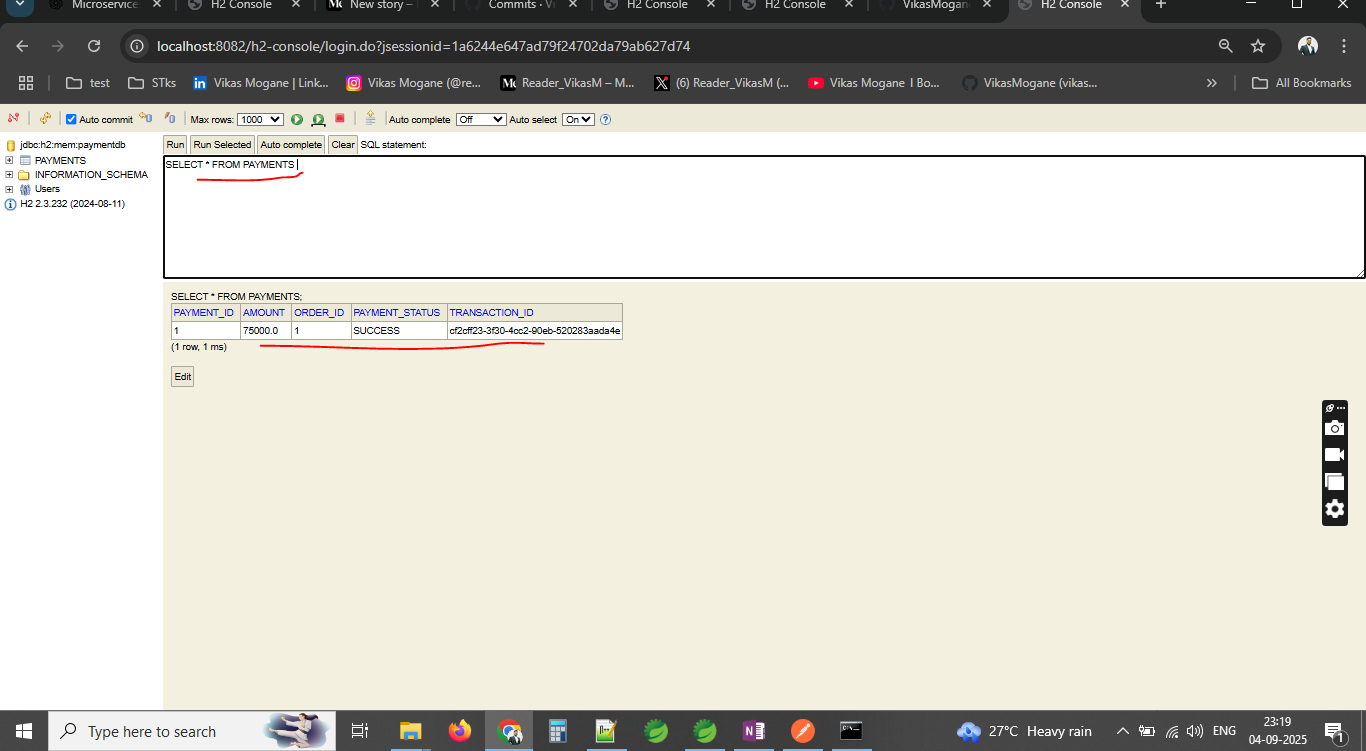 Microservice H2 Console New story – Commits · Vi H2 Console H2 Console VikasMogan H2 Console
localhost:8082/h2-console/login.do?jsessionid=1a6244e647ad79f24702da79ab627d74
test STks Vikas Mogane | Link... Vikas Mogane (@re... Reader_VikasM – M... (6) Reader_VikasM (... Vikas Mogane I Bo... VikasMogane (vikas... » All Bookmarks
Auto commit Max rows: 1000 Auto complete Off Auto select On
jdbc:h2:mem:paymentdb
PAYMENTS
INFORMATION_SCHEMA
Users
H2 2.3.232 (2024-08-11)
Run Run Selected Auto complete Clear SQL statement:
SELECT * FROM PAYMENTS
SELECT * FROM PAYMENTS;
PAYMENT_ID AMOUNT ORDER_ID PAYMENT_STATUS TRANSACTION_ID
1 75000.0 1 SUCCESS cf2cff23-3f30-4cc2-90eb-520283aada4e
(1 row, 1 ms)
Edit
Type here to search
27°C Heavy rain ENG
23:19
04-09-2025
1